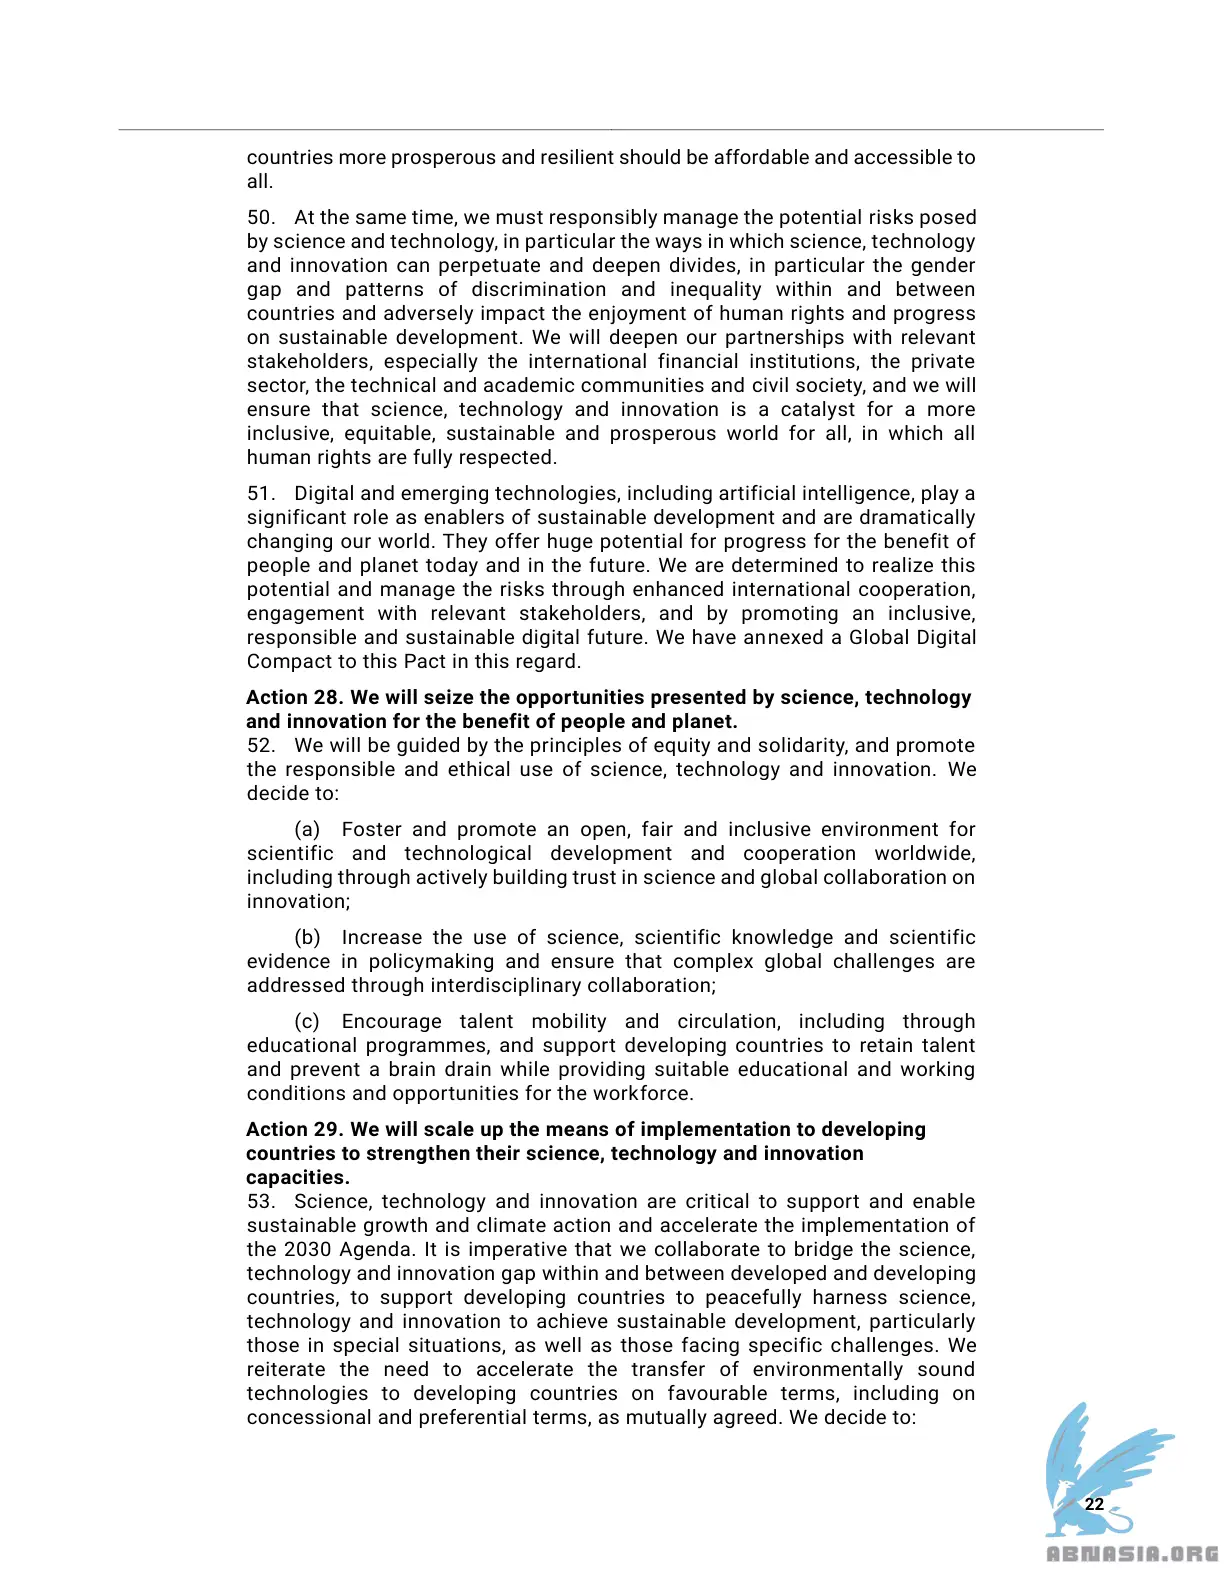 countries more prosperous and resilient should be affordable and accessible to
all.
50. At the same time, we must responsibly manage the potential risks posed
by science and technology, in particular the ways in which science, technology
and innovation can perpetuate and deepen divides, in particular the gender
gap and patterns of discrimination and inequality within and between
countries and adversely impact the enjoyment of human rights and progress
on sustainable development. We will deepen our partnerships with relevant
stakeholders, especially the international financial institutions, the private
sector, the technical and academic communities and civil society, and we will
ensure that science, technology and innovation is a catalyst for a more
inclusive, equitable, sustainable and prosperous world for all, in which all
human rights are fully respected.
51. Digital and emerging technologies, including artificial intelligence, play a
significant role as enablers of sustainable development and are dramatically
changing our world. They offer huge potential for progress for the benefit of
people and planet today and in the future. We are determined to realize this
potential and manage the risks through enhanced international cooperation,
engagement with relevant stakeholders, and by promoting an inclusive,
responsible and sustainable digital future. We have annexed a Global Digital
Compact to this Pact in this regard.
Action 28. We will seize the opportunities presented by science, technology
and innovation for the benefit of people and planet.
52. We will be guided by the principles of equity and solidarity, and promote
the responsible and ethical use of science, technology and innovation. We
decide to:
(a) Foster and promote an open, fair and inclusive environment for
scientific and technological development and cooperation worldwide,
including through actively building trust in science and global collaboration on
innovation;
(b) Increase the use of science, scientific knowledge and scientific
evidence in policymaking and ensure that complex global challenges are
addressed through interdisciplinary collaboration;
(c) Encourage talent mobility and circulation, including through
educational programmes, and support developing countries to retain talent
and prevent a brain drain while providing suitable educational and working
conditions and opportunities for the workforce.
Action 29. We will scale up the means of implementation to developing
countries to strengthen their science, technology and innovation
capacities.
53. Science, technology and innovation are critical to support and enable
sustainable growth and climate action and accelerate the implementation of
the 2030 Agenda. It is imperative that we collaborate to bridge the science,
technology and innovation gap within and between developed and developing
countries, to support developing countries to peacefully harness science,
technology and innovation to achieve sustainable development, particularly
those in special situations, as well as those facing specific challenges. We
reiterate the need to accelerate the transfer of environmentally sound
technologies to developing countries on favourable terms, including on
concessional and preferential terms, as mutually agreed. We decide to:
22
ABNASIA.ORG